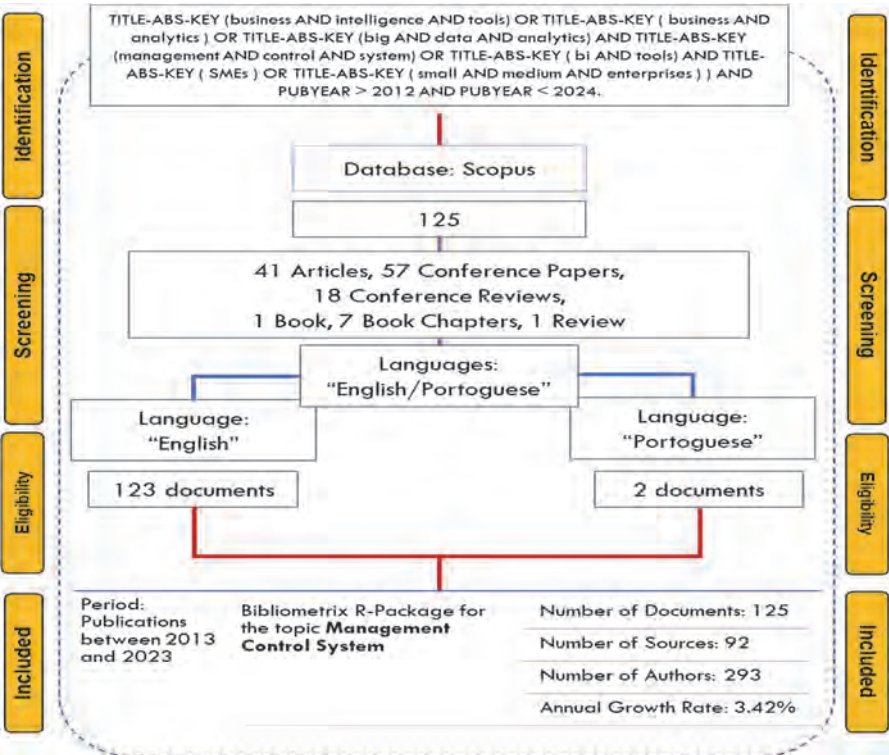 TITLE-ABS-KEY (business AND intelligence AND tools) OR TITLE-ABS-KEY ( business AND
analytics ) OR TITLE-ABS-KEY (big AND data AND analytics) AND TITLE-ABS-KEY
(management AND control AND system) OR TITLE-ABS-KEY ( bi AND tools) AND TITLE-
ABS-KEY ( SMEs ) OR TITLE-ABS-KEY ( small AND medium AND enterprises ) ) AND
PUBYEAR > 2012 AND PUBYEAR < 2024.
Identification
Identification
Database: Scopus
125
Screening
Screening
41 Articles, 57 Conference Papers,
18 Conference Reviews,
1 Book, 7 Book Chapters, 1 Review
Languages:
"English/Portoguese"
Language:
"English"
Language:
"Portoguese"
Eligibility
Eligibility
123 documents
2 documents
Included
Included
Period:
Publications
between 2013
and 2023
Bibliometrix R-Package for
the topic Management
Control System
Number of Documents: 125
Number of Sources: 92
Number of Authors: 293
Annual Growth Rate: 3.42%